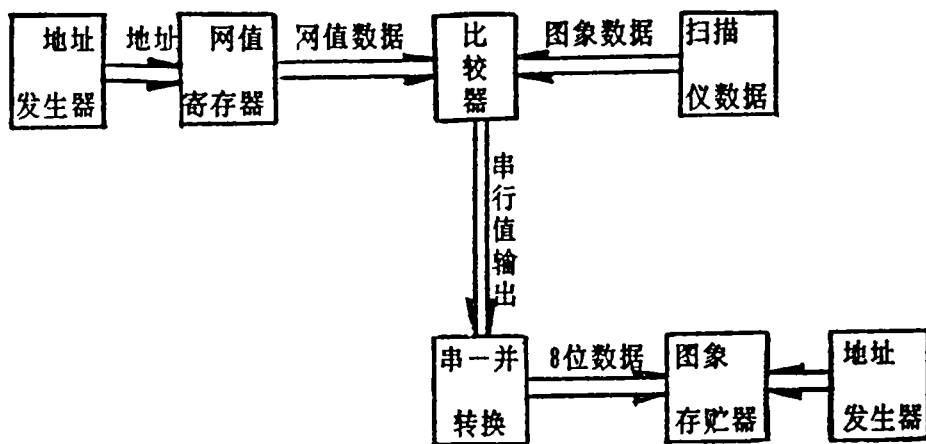 地址
发生器
地址
网值
寄存器
网值数据
比较器
图象数据
扫描
仪数据
串行值输出
串一并
转换
8位数据
图象
存贮器
地址
发生器